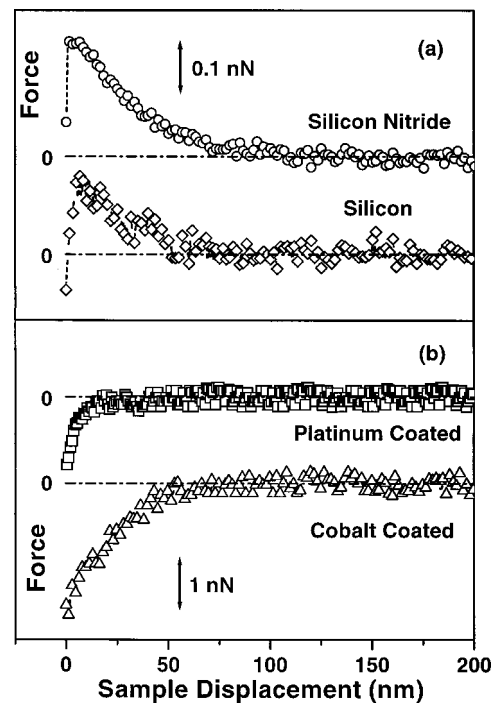 (a)
0.1 nN
Force
Silicon Nitride
0
Silicon
0
(b)
0
Platinum Coated
0
Cobalt Coated
Force
1 nN
0 50 100 150 200
Sample Displacement (nm)